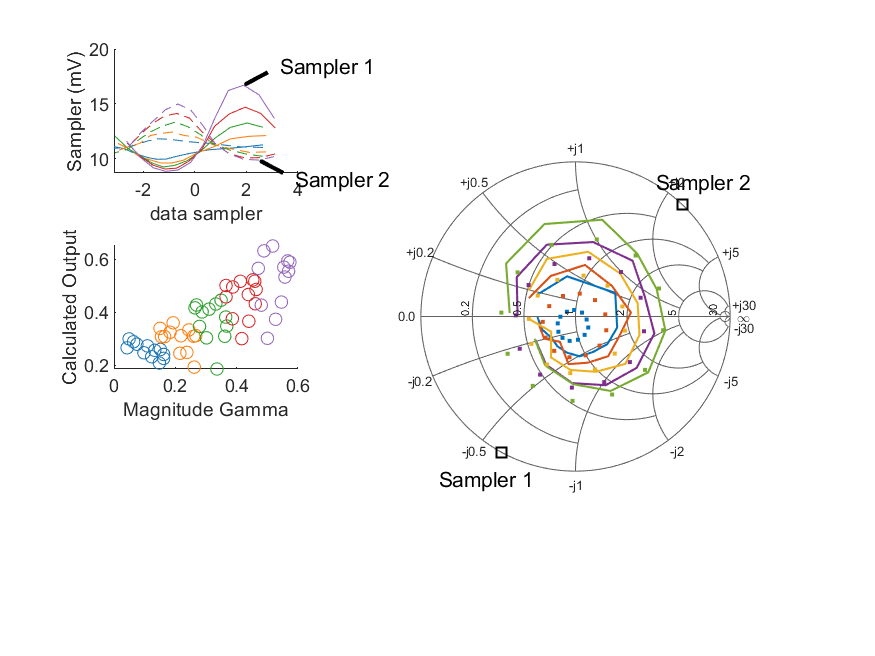 20
15
10
Sampler (mV)
-2
0
2
4
data sampler
Sampler 1
Sampler 2
0.6
0.4
0.2
Calculated Output
0
0.2
0.4
0.6
Magnitude Gamma
+j1
+j0.5
Sampler 2
+j0.2
+j5
0.0
0.2
0.5
1
2
5
30
+j30
∞
-j30
-j0.2
-j5
-j0.5
-j2
Sampler 1
-j1